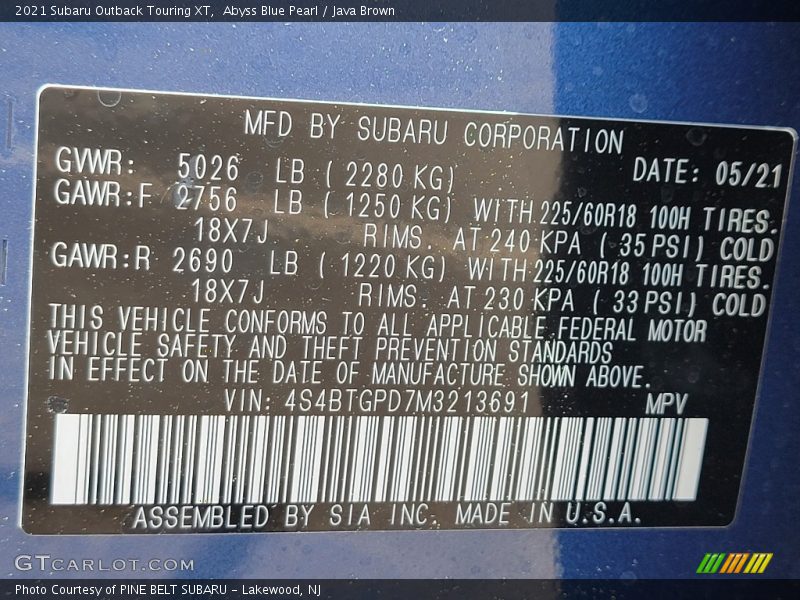 2021 Subaru Outback Touring XT,  Abyss Blue Pearl / Java Brown
MFD BY SUBARU CORPORATION
GVWR: 5026 LB ( 2280 KG) DATE: 05/21
GAWR:F 2756 LB ( 1250 KG) WITH 225/60R18 100H TIRES.
18X7J RIMS. AT 240 KPA ( 35 PSI) COLD
GAWR:R 2690 LB ( 1220 KG) WITH 225/60R18 100H TIRES.
18X7J RIMS. AT 230 KPA ( 33 PSI) COLD
THIS VEHICLE CONFORMS TO ALL APPLICABLE FEDERAL MOTOR
VEHICLE SAFETY AND THEFT PREVENTION STANDARDS
IN EFFECT ON THE DATE OF MANUFACTURE SHOWN ABOVE.
VIN: 4S4BTGPD7M3213691 MPV
ASSEMBLED BY SIA INC. MADE IN U.S.A.
GTCARLOT.COM
Photo Courtesy of PINE BELT SUBARU – Lakewood, NJ